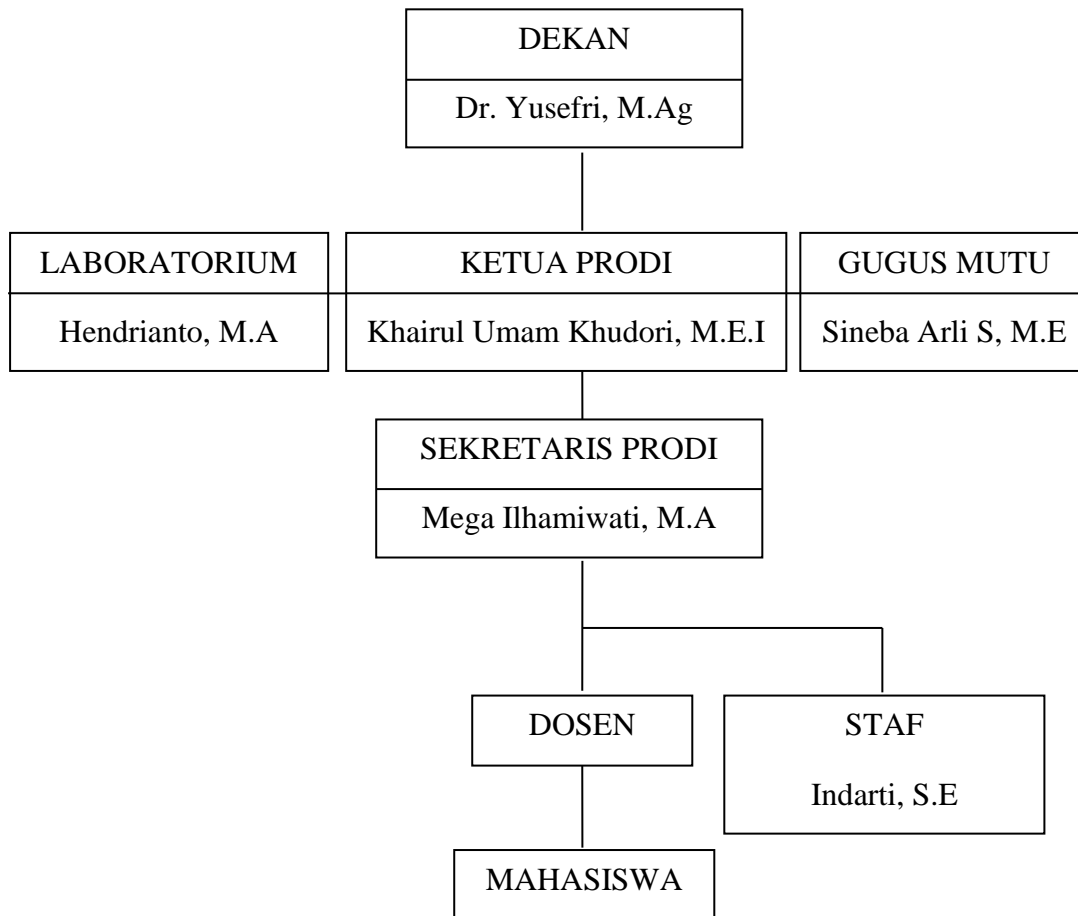 DEKAN
Dr. Yusefri, M.Ag
LABORATORIUM
Hendrianto, M.A
KETUA PRODI
Khairul Umam Khudori, M.E.I
GUGUS MUTU
Sineba Arli S, M.E
SEKRETARIS PRODI
Mega Ilhamiwati, M.A
DOSEN
STAF
Indarti, S.E
MAHASISWA